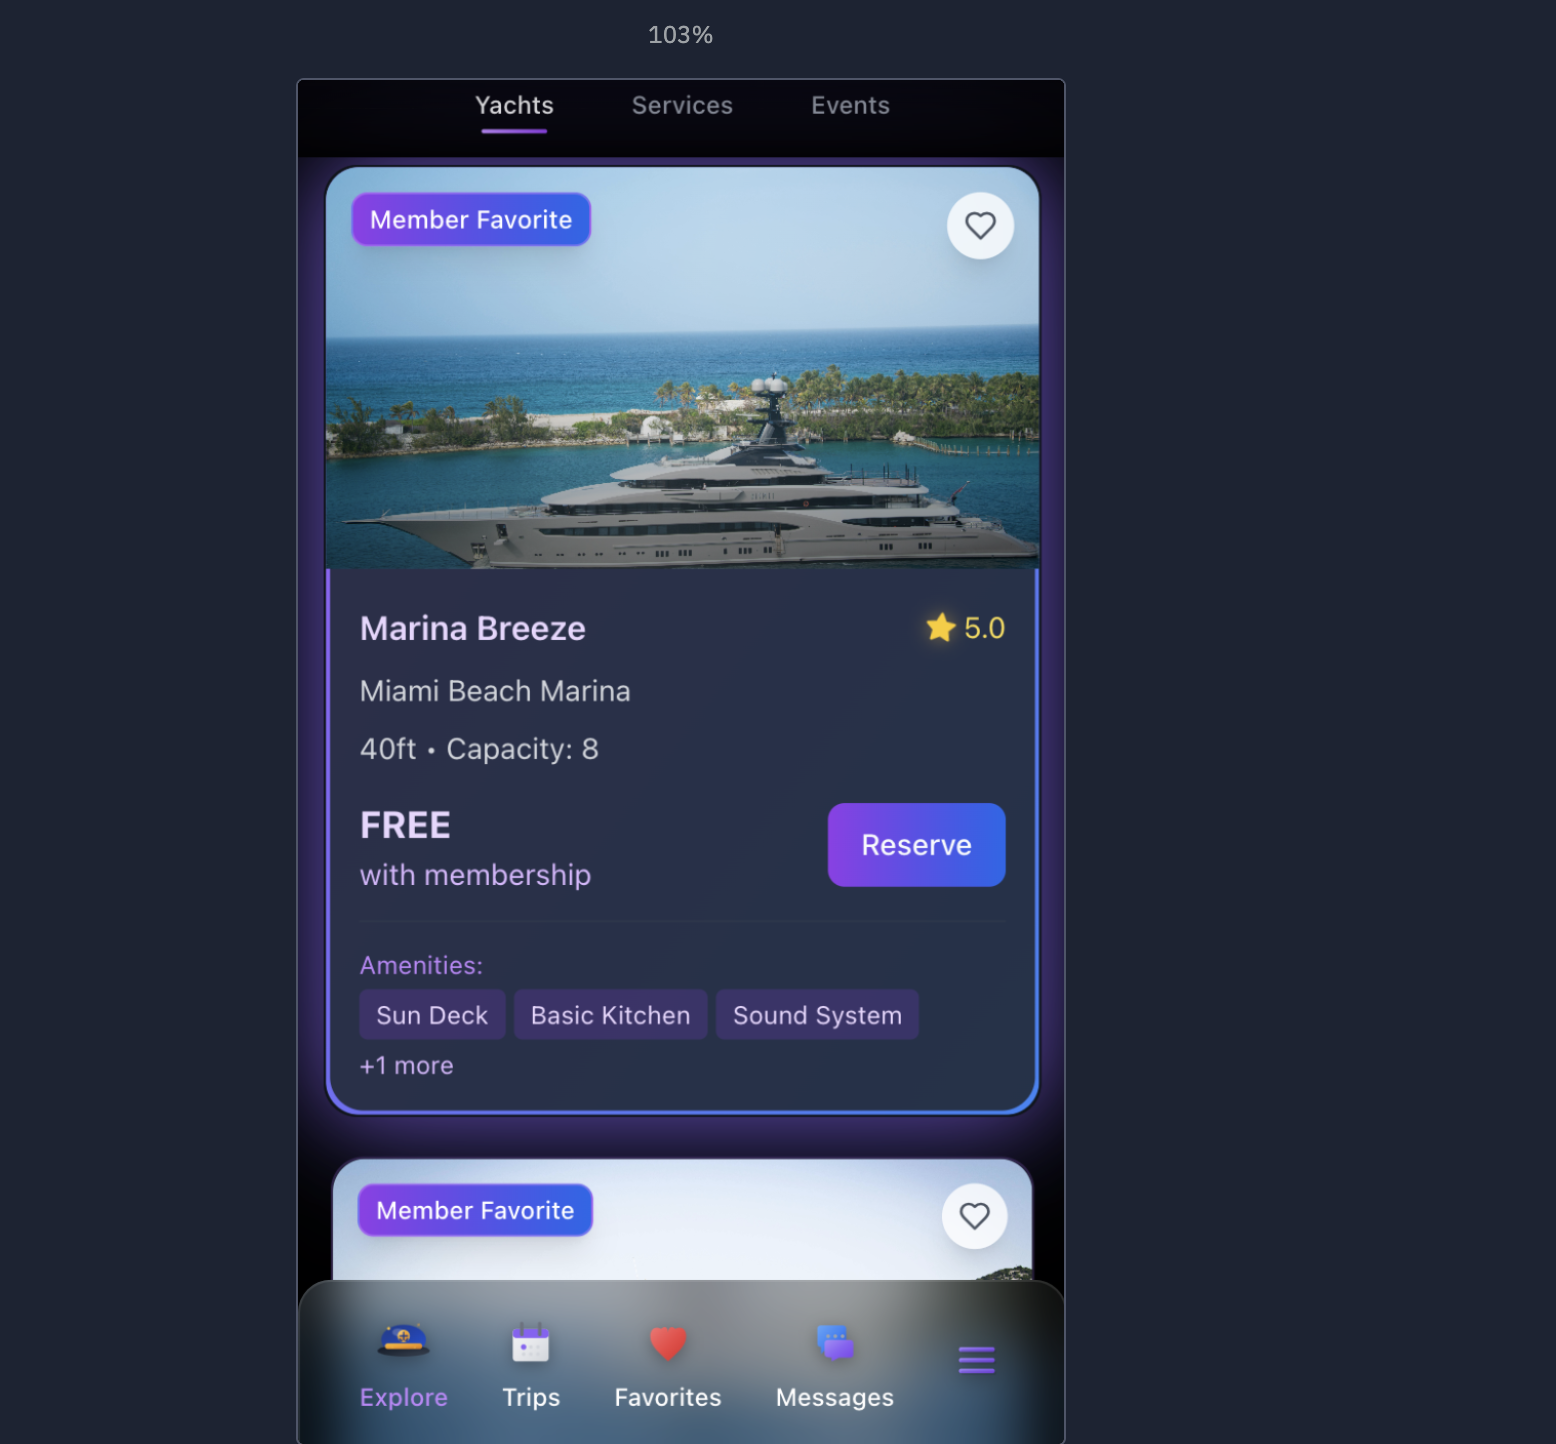 103%
Yachts Services Events
Member Favorite
Marina Breeze 5.0
Miami Beach Marina
40ft • Capacity: 8
FREE
with membership
Reserve
Amenities:
Sun Deck Basic Kitchen Sound System
+1 more
Member Favorite
Explore Trips Favorites Messages